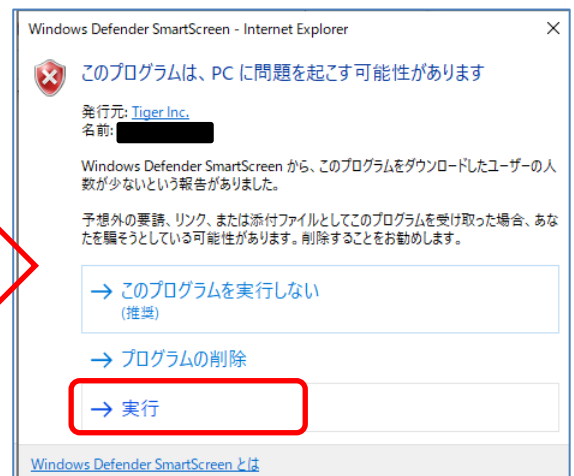 Windows Defender SmartScreen - Internet Explorer
このプログラムは、PC に問題を起こす可能性があります
発行元: Tiger Inc.
名前:
Windows Defender SmartScreen から、このプログラムをダウンロードしたユーザーの人
数が少ないという報告がありました。
予想外の要請、リンク、または添付ファイルとしてこのプログラムを受け取った場合、あな
たを騙そうとしている可能性があります。削除することをお勧めします。
→ このプログラムを実行しない
(推奨)
→ プログラムの削除
→ 実行
Windows Defender SmartScreen とは